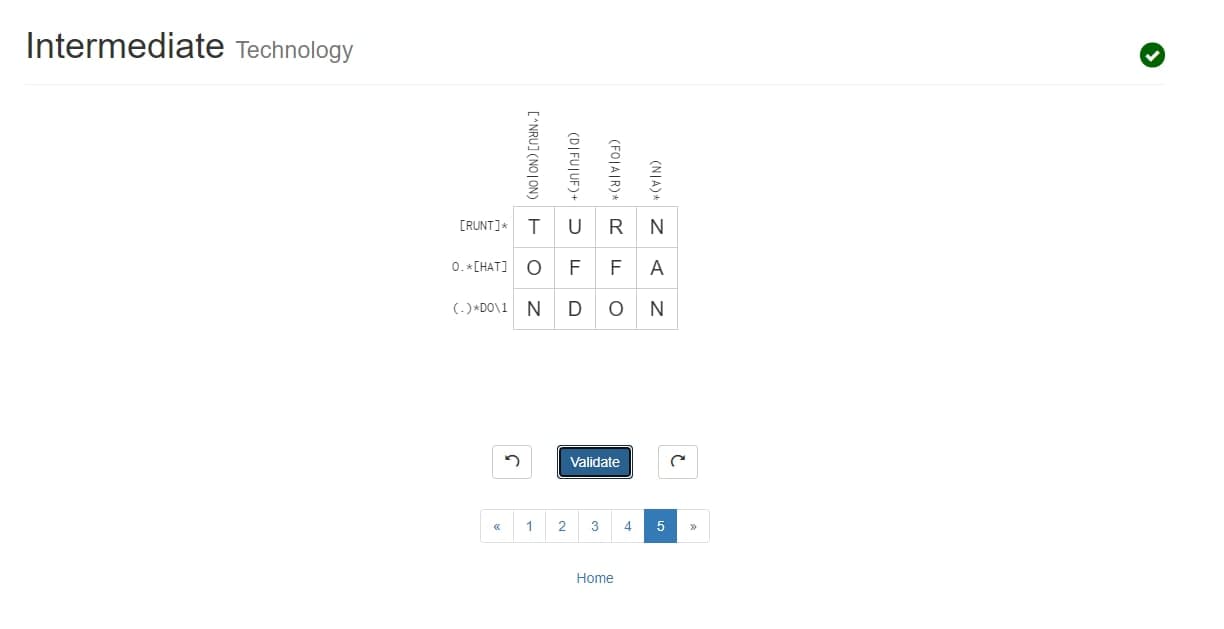 Intermediate Technology
[^NRU](NO|ON)
(D|FU|UF)+
(FO|A|R)*
(N|A)*
[RUNT]* T U R N
O.*[HAT] O F F A
(.)*DO\1 N D O N
Validate
« 1 2 3 4 5 »
Home